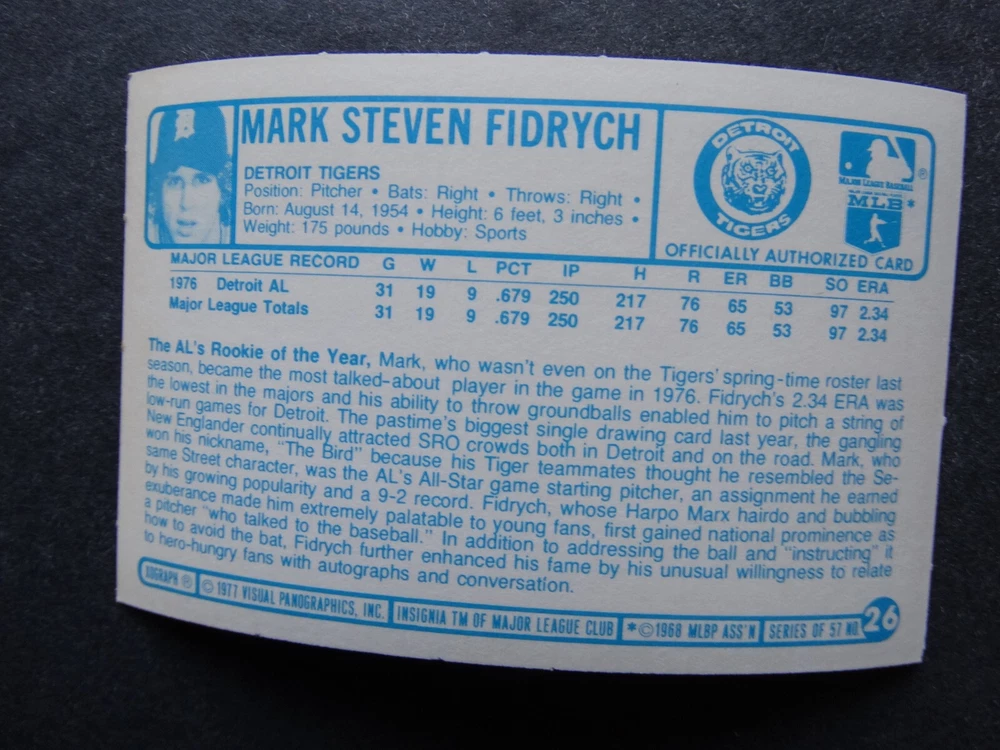 MARK STEVEN FIDRYCH
DETROIT TIGERS
Position: Pitcher • Bats: Right • Throws: Right •
Born: August 14, 1954 • Height: 6 feet, 3 inches •
Weight: 175 pounds • Hobby: Sports
DETROIT
TIGERS
MAJOR LEAGUE BASEBALL ®
MLB*
OFFICIALLY AUTHORIZED CARD
MAJOR LEAGUE RECORD G W L PCT IP H R ER BB SO ERA
1976 Detroit AL 31 19 9 .679 250 217 76 65 53 97 2.34
Major League Totals 31 19 9 .679 250 217 76 65 53 97 2.34
The AL's Rookie of the Year, Mark, who wasn't even on the Tigers' spring-time roster last
season, became the most talked-about player in the game in 1976. Fidrych's 2.34 ERA was
the lowest in the majors and his ability to throw groundballs enabled him to pitch a string of
low-run games for Detroit. The pastime's biggest single drawing card last year, the gangling
New Englander continually attracted SRO crowds both in Detroit and on the road. Mark, who
won his nickname, "The Bird" because his Tiger teammates thought he resembled the Se-
same Street character, was the AL's All-Star game starting pitcher, an assignment he earned
by his growing popularity and a 9-2 record. Fidrych, whose Harpo Marx hairdo and bubbling
exuberance made him extremely palatable to young fans, first gained national prominence as
a pitcher "who talked to the baseball." In addition to addressing the ball and "instructing" it
how to avoid the bat, Fidrych further enhanced his fame by his unusual willingness to relate
to hero-hungry fans with autographs and conversation.
XOGRAPH ® © 1977 VISUAL PANOGRAPHICS, INC. INSIGNIA TM OF MAJOR LEAGUE CLUB *©1968 MLBP ASS'N SERIES OF 57 NO. 26